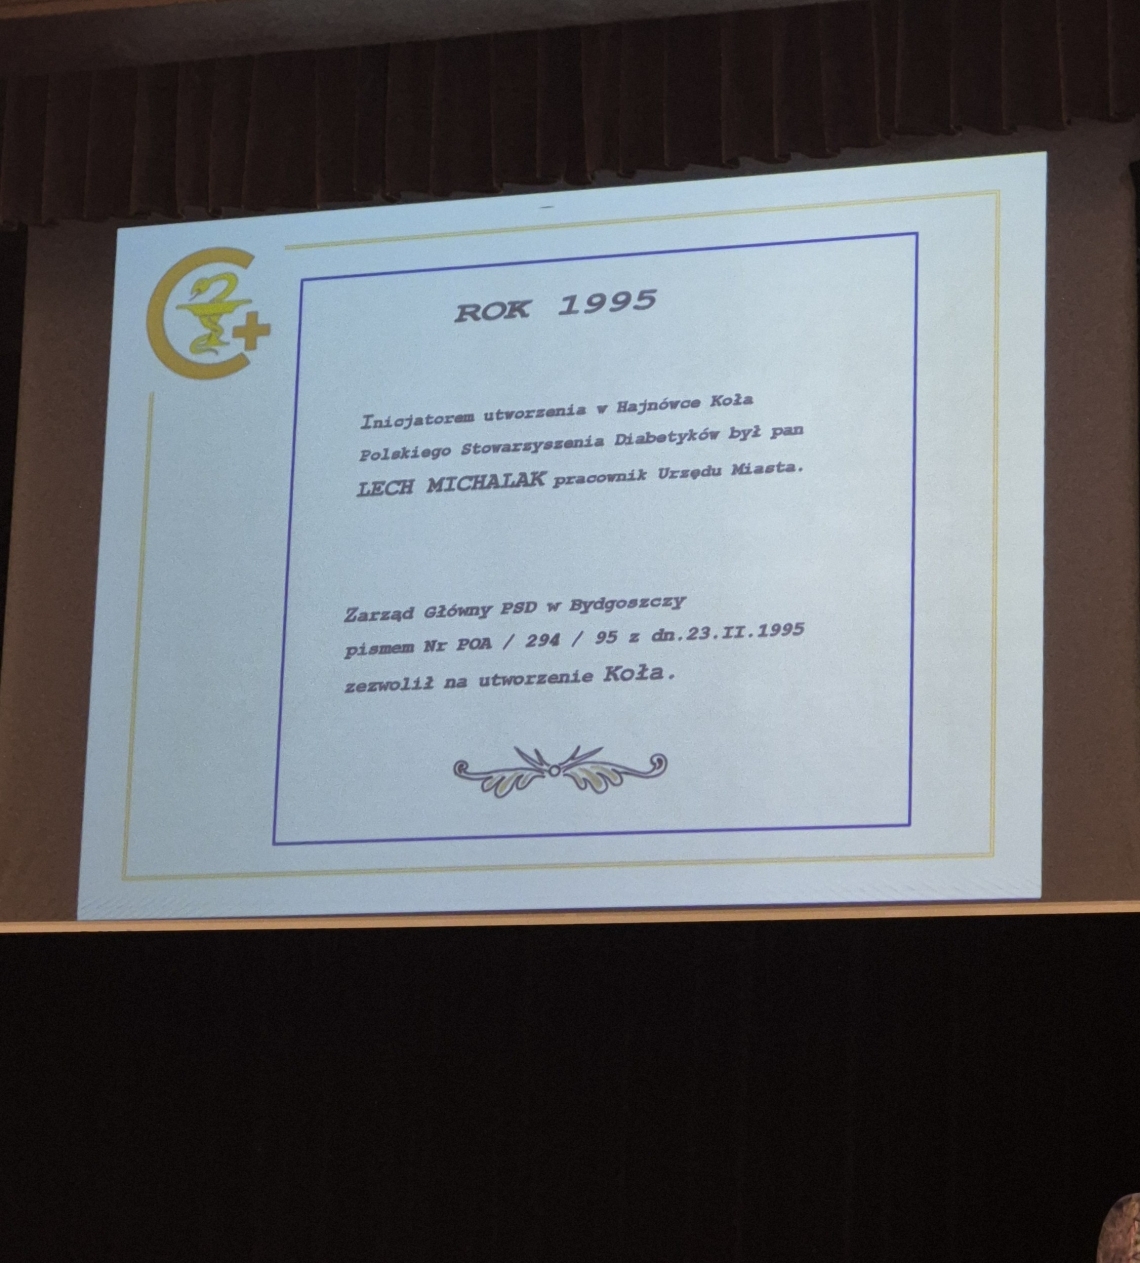 ROK 1995
Inicjatorem utworzenia w Hajnówce Koła
Polskiego Stowarzyszenia Diabetyków był pan
LECH MICHALAK pracownik Urzędu Miasta.
Zarząd Główny PSD w Bydgoszczy
pismem Nr POA / 294 / 95 z dn.23.II.1995
zezwolił na utworzenie Koła.